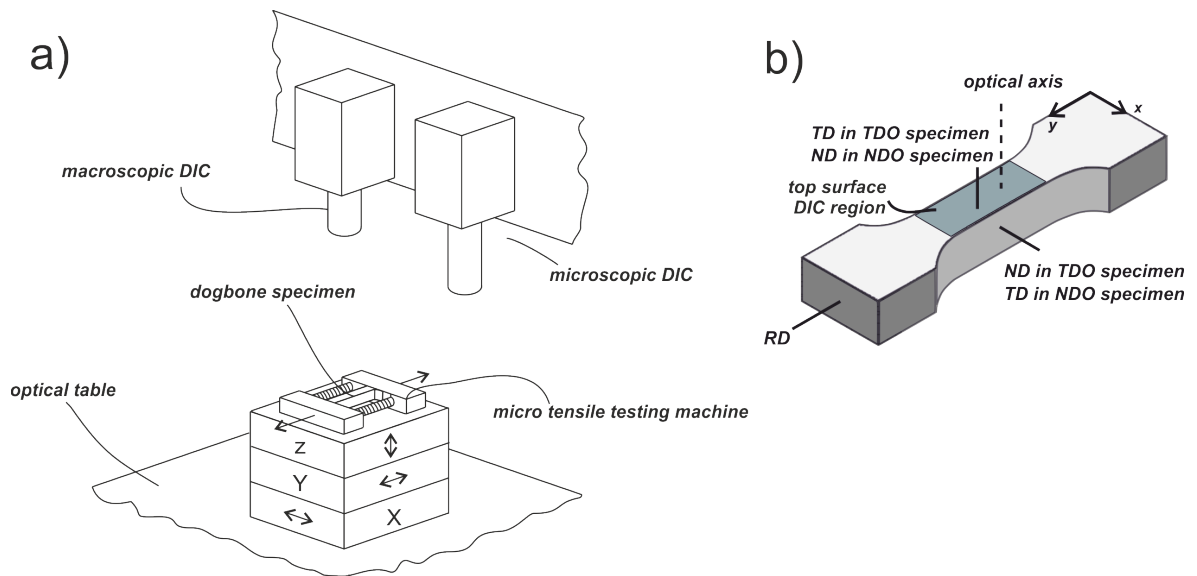 a)
macroscopic DIC
microscopic DIC
dogbone specimen
optical table
micro tensile testing machine
Z
Y
X
b)
optical axis
x
y
TD in TDO specimen
ND in NDO specimen
top surface
DIC region
ND in TDO specimen
TD in NDO specimen
RD